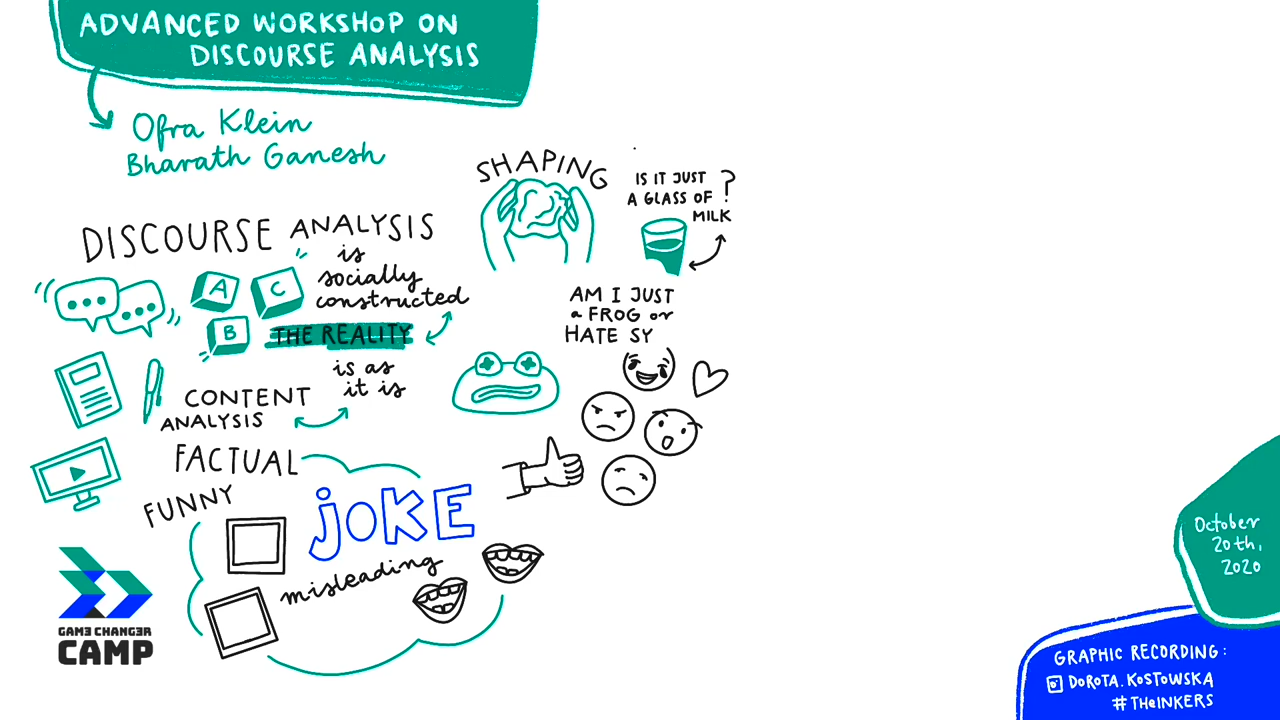 ADVANCED WORKSHOP ON
DISCOURSE ANALYSIS
Ofra Klein
Bharath Ganesh
DISCOURSE ANALYSIS
is
socially
constructed
A
C
B
THE REALITY
is as
it is
CONTENT
ANALYSIS
FACTUAL
FUNNY
JOKE
misleading
SHAPING
IS IT JUST
A GLASS OF
MILK
?
AM I JUST
a FROG or
HATE SY
GAM3 CHANG3R
CAMP
October
20th,
2020
GRAPHIC RECORDING:
DOROTA.KOSTOWSKA
#THeINKERS